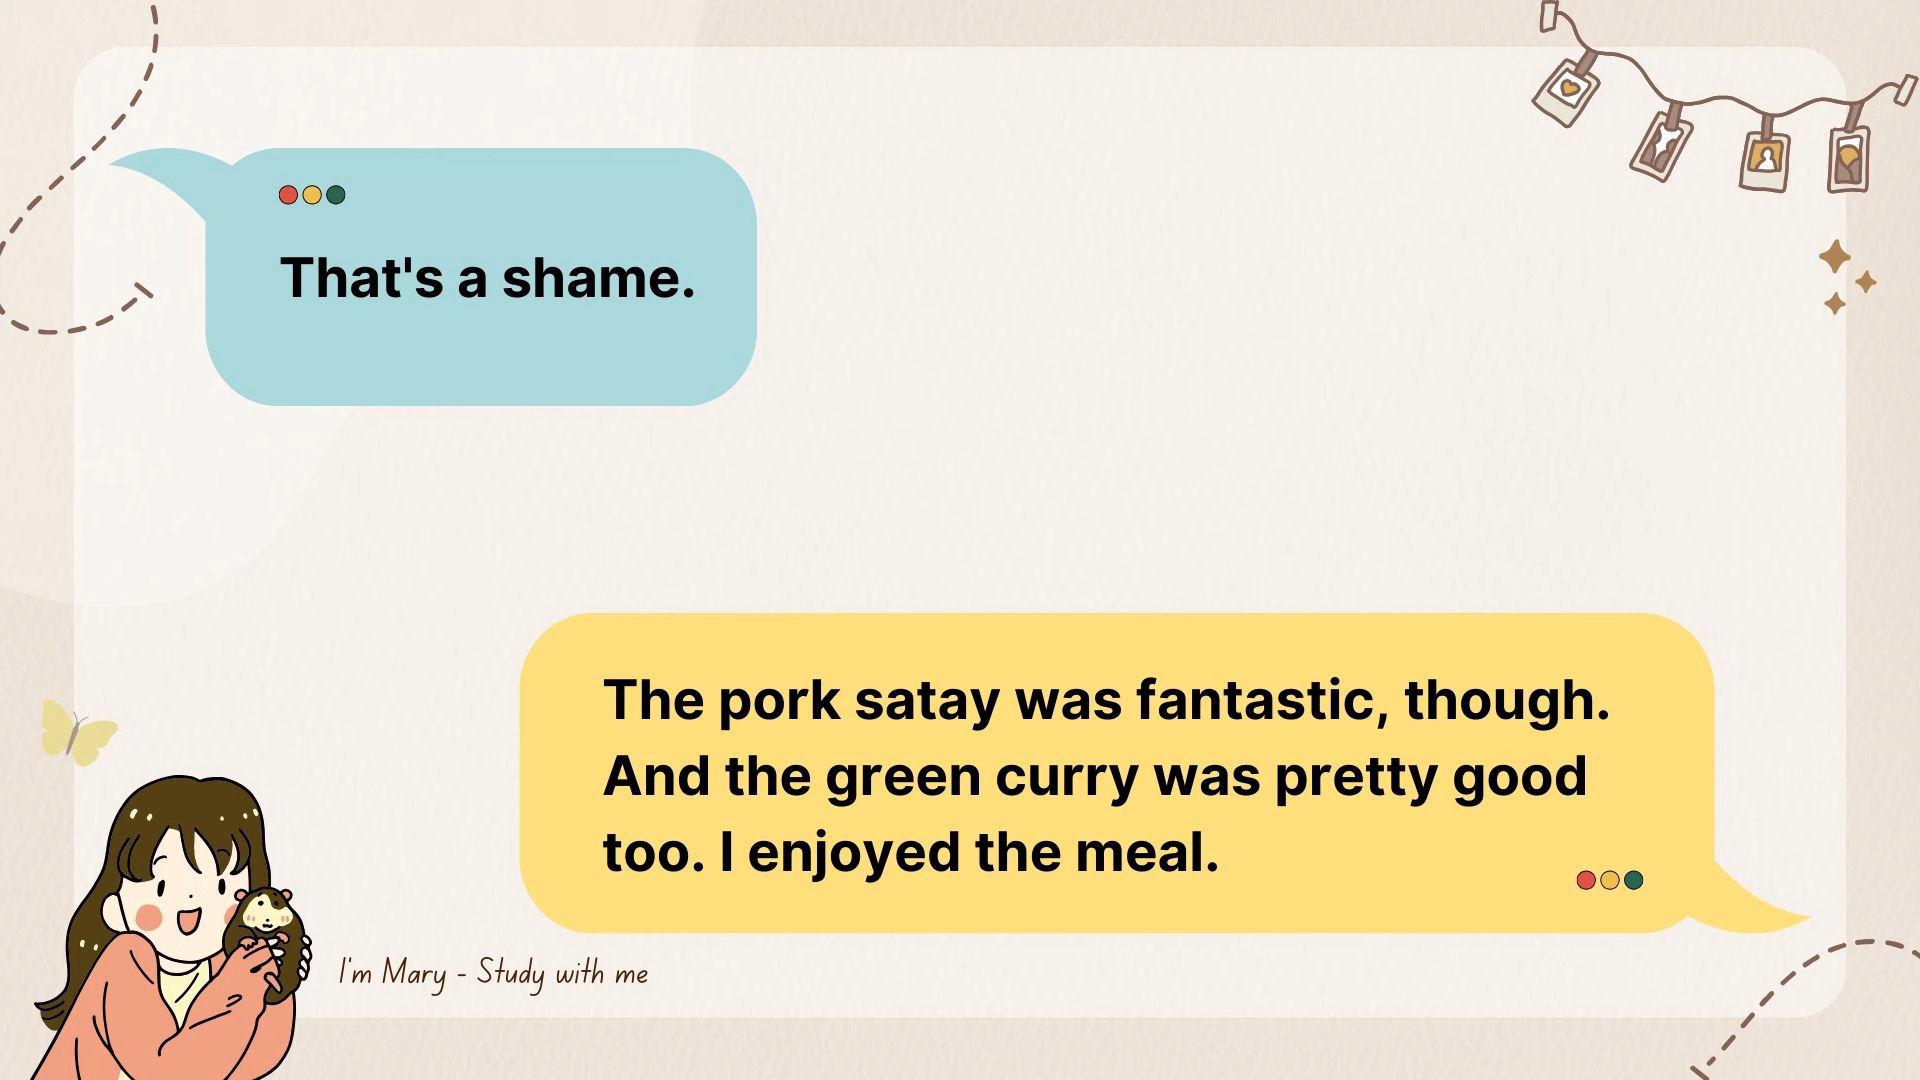 That's a shame.
The pork satay was fantastic, though.
And the green curry was pretty good
too. I enjoyed the meal.
I'm Mary - Study with me